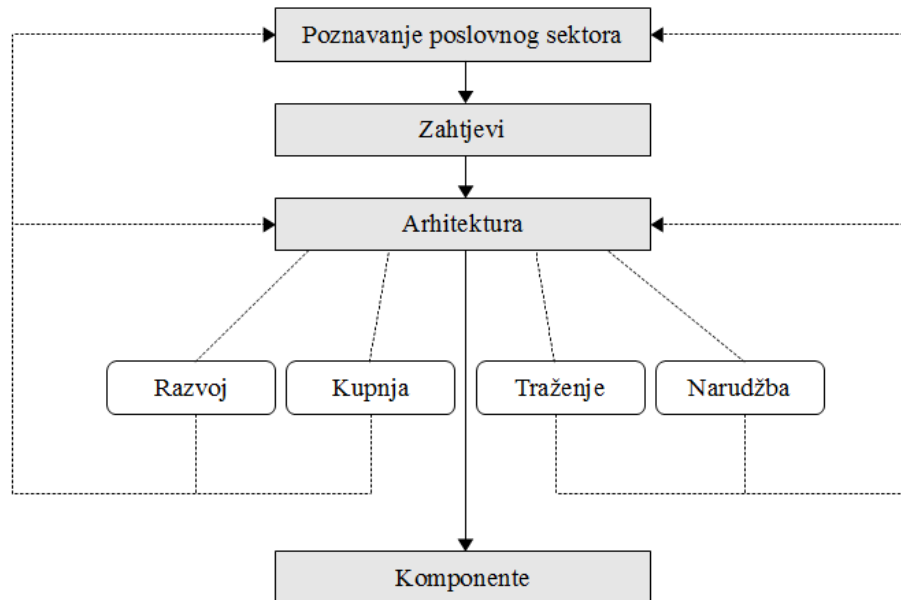 Poznavanje poslovnog sektora
Zahtjevi
Arhitektura
Razvoj
Kupnja
Traženje
Narudžba
Komponente